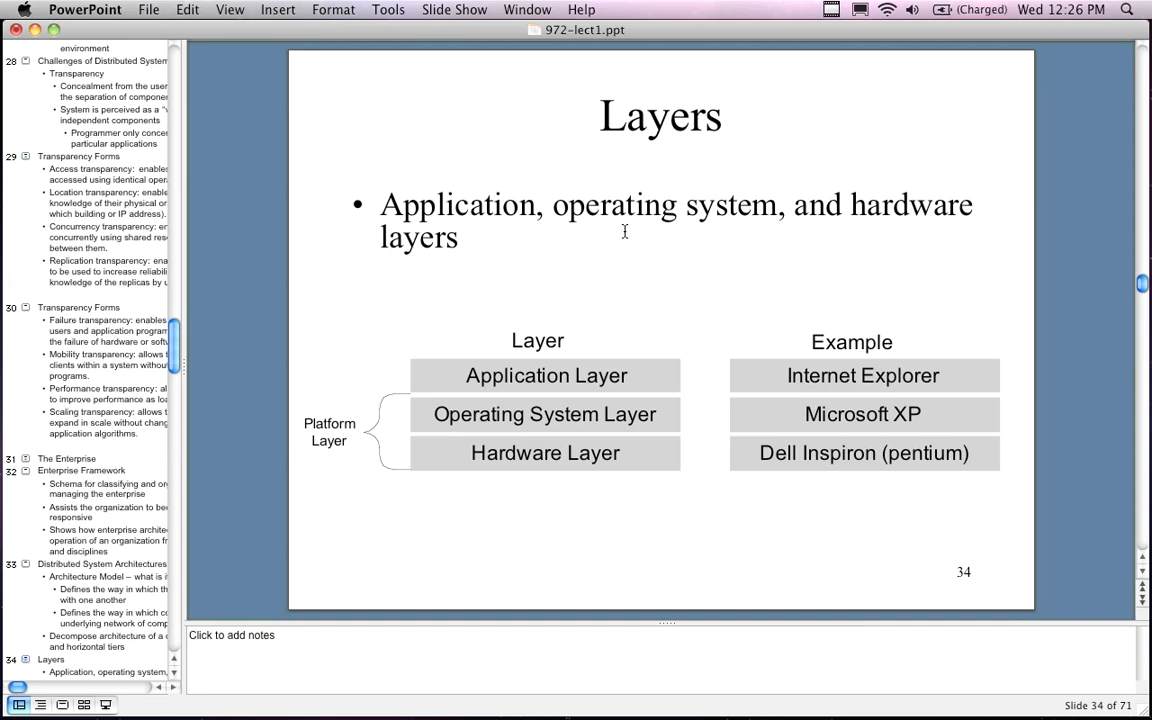 PowerPoint File Edit View Insert Format Tools Slide Show Window Help (Charged) Wed 12:26 PM
972-lect1.ppt
environment
28 Challenges of Distributed System
• Transparency
• Concealment from the user
the separation of compone
• System is perceived as a "
independent components
• Programmer only concer
particular applications
29 Transparency Forms
• Access transparency: enables
accessed using identical opera
• Location transparency: enable
knowledge of their physical or
which building or IP address).
• Concurrency transparency: en
concurrently using shared res
between them.
• Replication transparency: ena
to be used to increase reliabili
knowledge of the replicas by u
30 Transparency Forms
• Failure transparency: enables
users and application program
the failure of hardware or softw
• Mobility transparency: allows t
clients within a system withou
programs.
• Performance transparency: al
to improve performance as loa
• Scaling transparency: allows t
expand in scale without chang
application algorithms.
31 The Enterprise
32 Enterprise Framework
• Schema for classifying and or
managing the enterprise
• Assists the organization to be
responsive
• Shows how enterprise archite
operation of an organization fr
and disciplines
33 Distributed System Architectures
• Architecture Model – what is i
• Defines the way in which th
with one another
• Defines the way in which co
underlying network of comp
• Decompose architecture of a
and horizontal tiers
34 Layers
• Application, operating system,
Layers
• Application, operating system, and hardware
layers
Layer Example
Application Layer Internet Explorer
Operating System Layer Microsoft XP
Hardware Layer Dell Inspiron (pentium)
Platform
Layer
34
Click to add notes
Slide 34 of 71